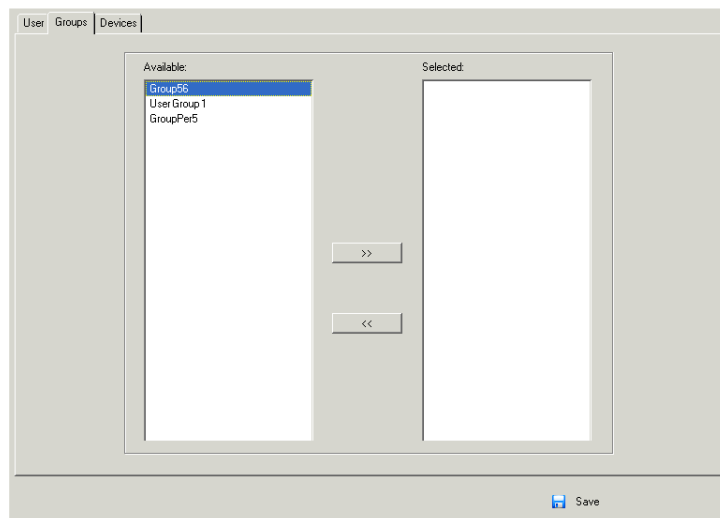 User Groups Devices
Available: Selected:
Group56
User Group 1
GroupPer5
>>
<<
Save